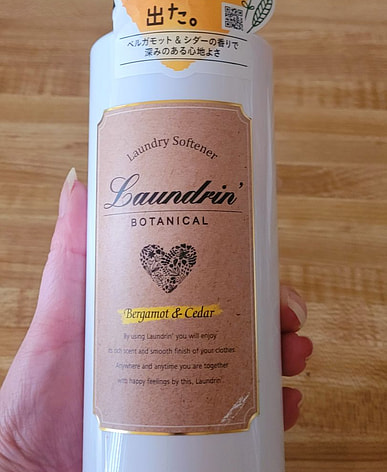 出た。
ベルガモット&シダーの香りで
深みのある心地よさ
Laundry Softener
Laundrin'
BOTANICAL
Bergamot & Cedar
By using Laundrin' you will enjoy
its rich scent and smooth finish of your clothes.
Anywhere and anytime you are together
with happy feelings by this, Laundrin'.